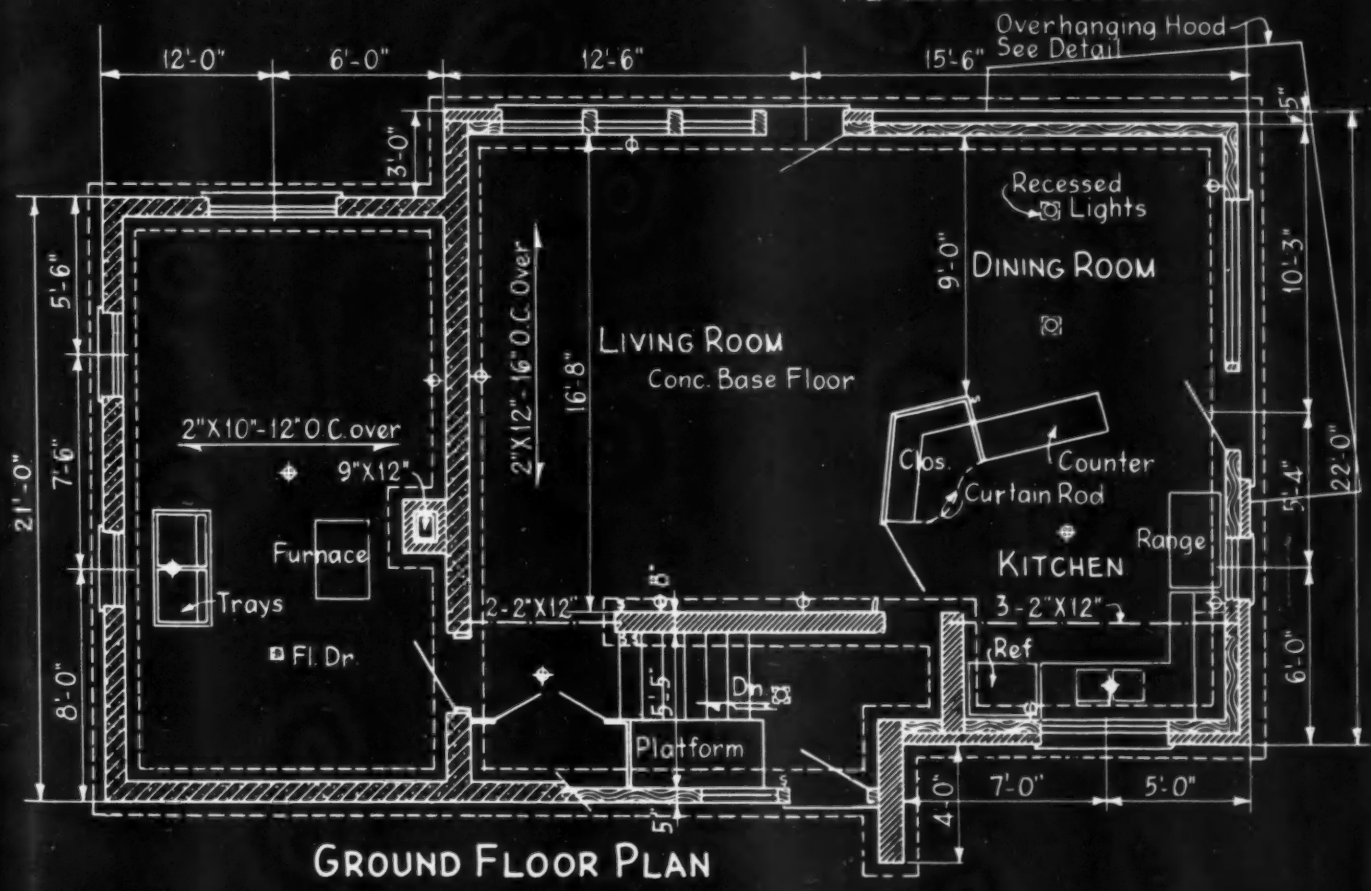 Overhanging Hood
See Detail
12'-0"
6'-0"
12'-6"
15'-6"
5"
3'-0"
Recessed
Lights
DINING ROOM
9'-0"
10'-3"
5'-6"
2"X12"-16" O.C. Over
LIVING ROOM
Conc. Base Floor
16'-8"
2"X10"-12" O C. over
9"X12"
7'-6"
21'-0"
Clos.
Counter
Curtain Rod
22'-0"
5'-4"
Furnace
Range
KITCHEN
Trays
8"
2-2"X12"
3-2"X12"
Fl. Dr.
Ref
8'-0"
6'-0"
5'-5"
Dn
Platform
7'-0"
5'-0"
4'-0"
5"
GROUND FLOOR PLAN